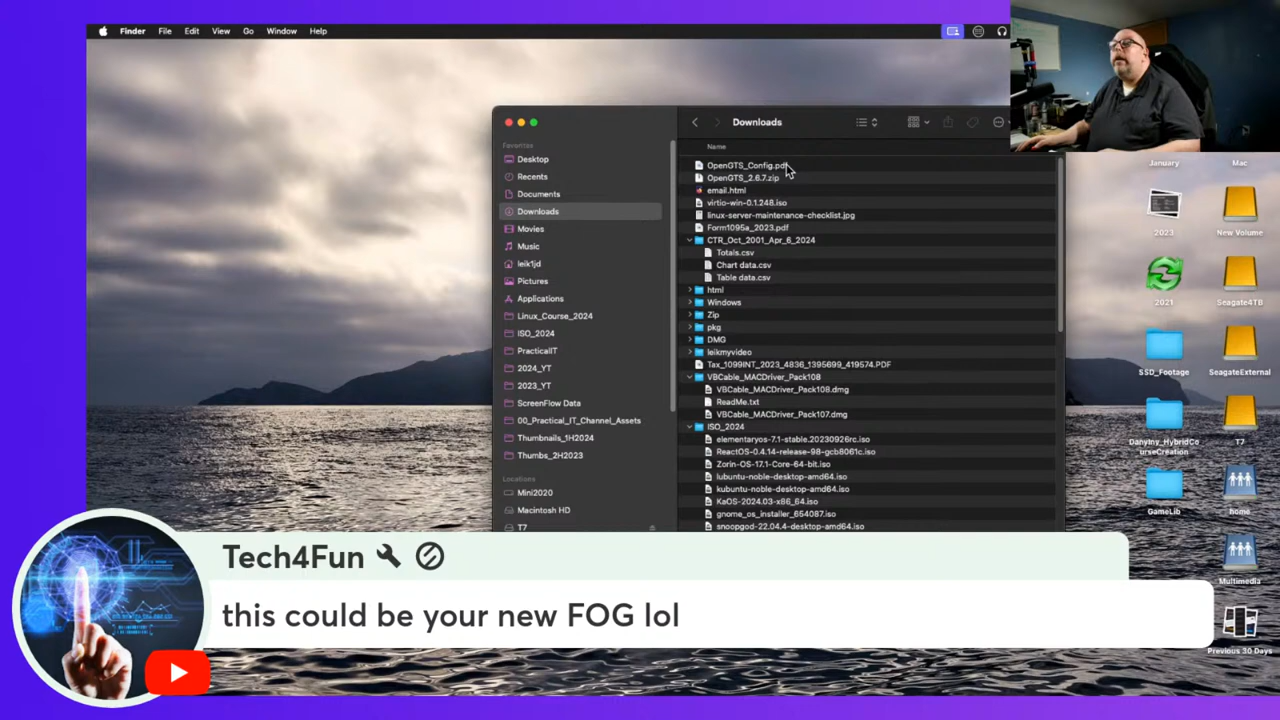 Finder File Edit View Go Window Help
Downloads
Favorites
Desktop
Recents
Documents
Downloads
Movies
Music
leik1jd
Pictures
Applications
Linux_Course_2024
ISO_2024
PracticalIT
2024_YT
2023_YT
ScreenFlow Data
00_Practical_IT_Channel_Assets
Thumbnails_1H2024
Thumbs_2H2023
Locations
Mini2020
Macintosh HD
T7
Name
OpenGTS_Config.pdf
OpenGTS_2.6.7.zip
email.html
virtio-win-0.1.248.iso
linux-server-maintenance-checklist.jpg
Form1095a_2023.pdf
CTR_Oct_2001_Apr_6_2024
Totals.csv
Chart data.csv
Table data.csv
html
Windows
Zip
pkg
DMG
leikmyvideo
Tax_1099INT_2023_4836_1395699_419574.PDF
VBCable_MACDriver_Pack108
VBCable_MACDriver_Pack108.dmg
ReadMe.txt
VBCable_MACDriver_Pack107.dmg
ISO_2024
elementaryos-7.1-stable.20230926rc.iso
ReactOS-0.4.14-release-98-gcb8061c.iso
Zorin-OS-17.1-Core-64-bit.iso
lubuntu-noble-desktop-amd64.iso
kubuntu-noble-desktop-amd64.iso
KaOS-2024.03-x86_64.iso
gnome_os_installer_654087.iso
snoopgod-22.04.4-desktop-amd64.iso
January
Mac
2023
New Volume
2021
Seagate4TB
SSD_Footage
SeagateExternal
DanyIny_HybridCo
urseCreation
T7
GameLib
home
Multimedia
Previous 30 Days
Tech4Fun
this could be your new FOG lol